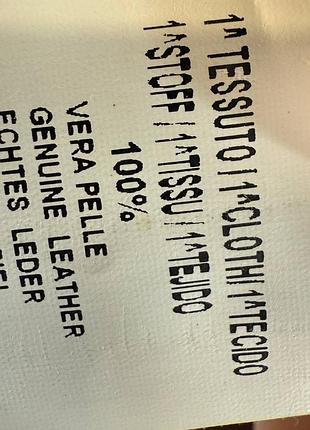 1^TESSUTO/1^CLOTH/1^TECIDO
1^STOFF/1^TISSU/1^TEJIDO
100%
VERA PELLE
GENUINE LEATHER
ECHTES LEDER